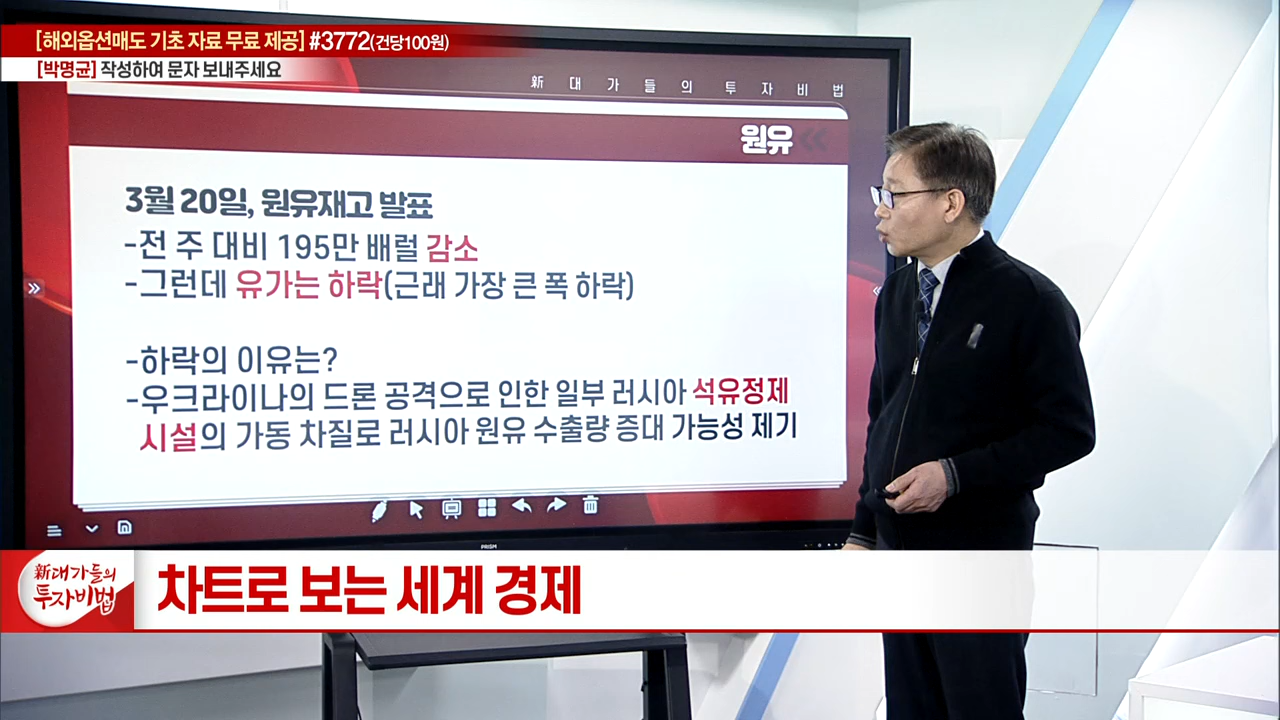 [해외옵션매도 기초 자료 무료 제공] #3772(건당100원)
[박명균] 작성하여 문자 보내주세요
新 대 가 들 의 투 자 비 법
원유
3월 20일, 원유재고 발표
-전 주 대비 195만 배럴 감소
-그런데 유가는 하락(근래 가장 큰 폭 하락)
-하락의 이유는?
-우크라이나의 드론 공격으로 인한 일부 러시아 석유정제
시설의 가동 차질로 러시아 원유 수출량 증대 가능성 제기
PRISM
新대가들의
투자비법
차트로 보는 세계 경제